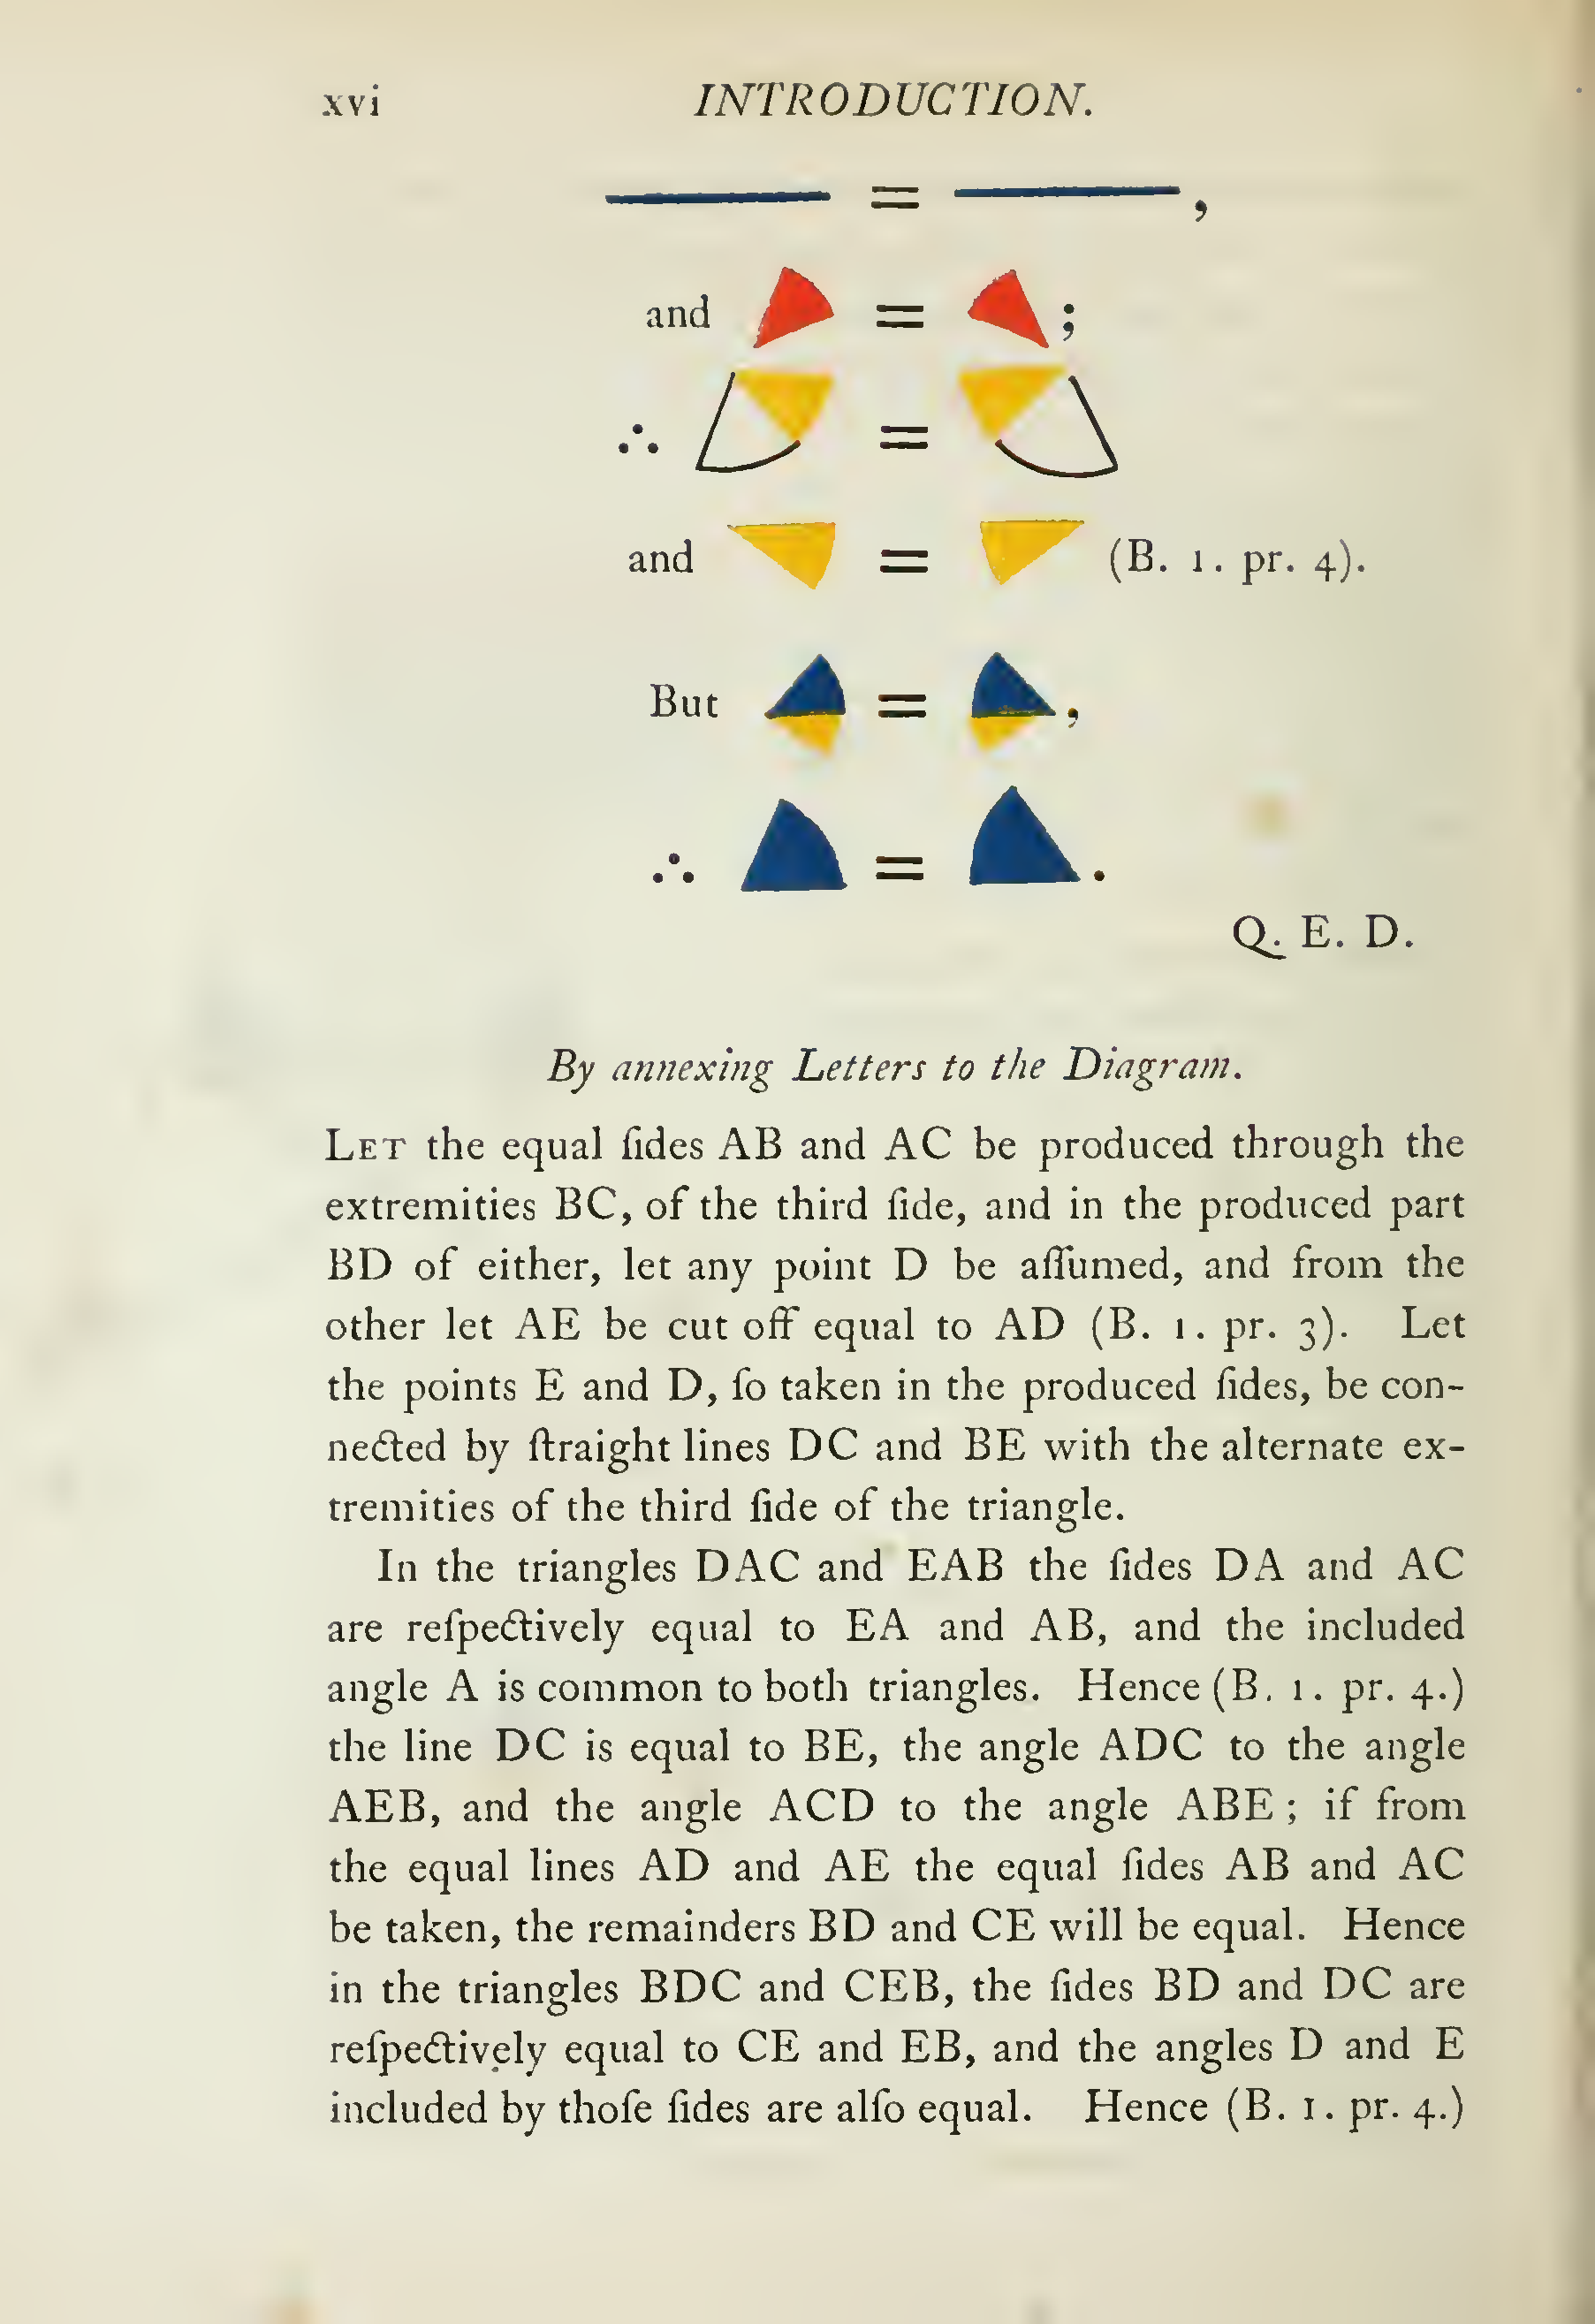 xvi INTRODUCTION.
= ,
and = ;
∴ =
and = (B. 1. pr. 4).
But = ,
∴ = .
Q. E. D.
By annexing Letters to the Diagram.
LET the equal ſides AB and AC be produced through the
extremities BC, of the third ſide, and in the produced part
BD of either, let any point D be aſſumed, and from the
other let AE be cut off equal to AD (B. 1. pr. 3). Let
the points E and D, ſo taken in the produced ſides, be con-
nected by ſtraight lines DC and BE with the alternate ex-
tremities of the third ſide of the triangle.
In the triangles DAC and EAB the ſides DA and AC
are reſpectively equal to EA and AB, and the included
angle A is common to both triangles. Hence (B. 1. pr. 4.)
the line DC is equal to BE, the angle ADC to the angle
AEB, and the angle ACD to the angle ABE ; if from
the equal lines AD and AE the equal ſides AB and AC
be taken, the remainders BD and CE will be equal. Hence
in the triangles BDC and CEB, the ſides BD and DC are
reſpectively equal to CE and EB, and the angles D and E
included by thoſe ſides are alſo equal. Hence (B. 1. pr. 4.)